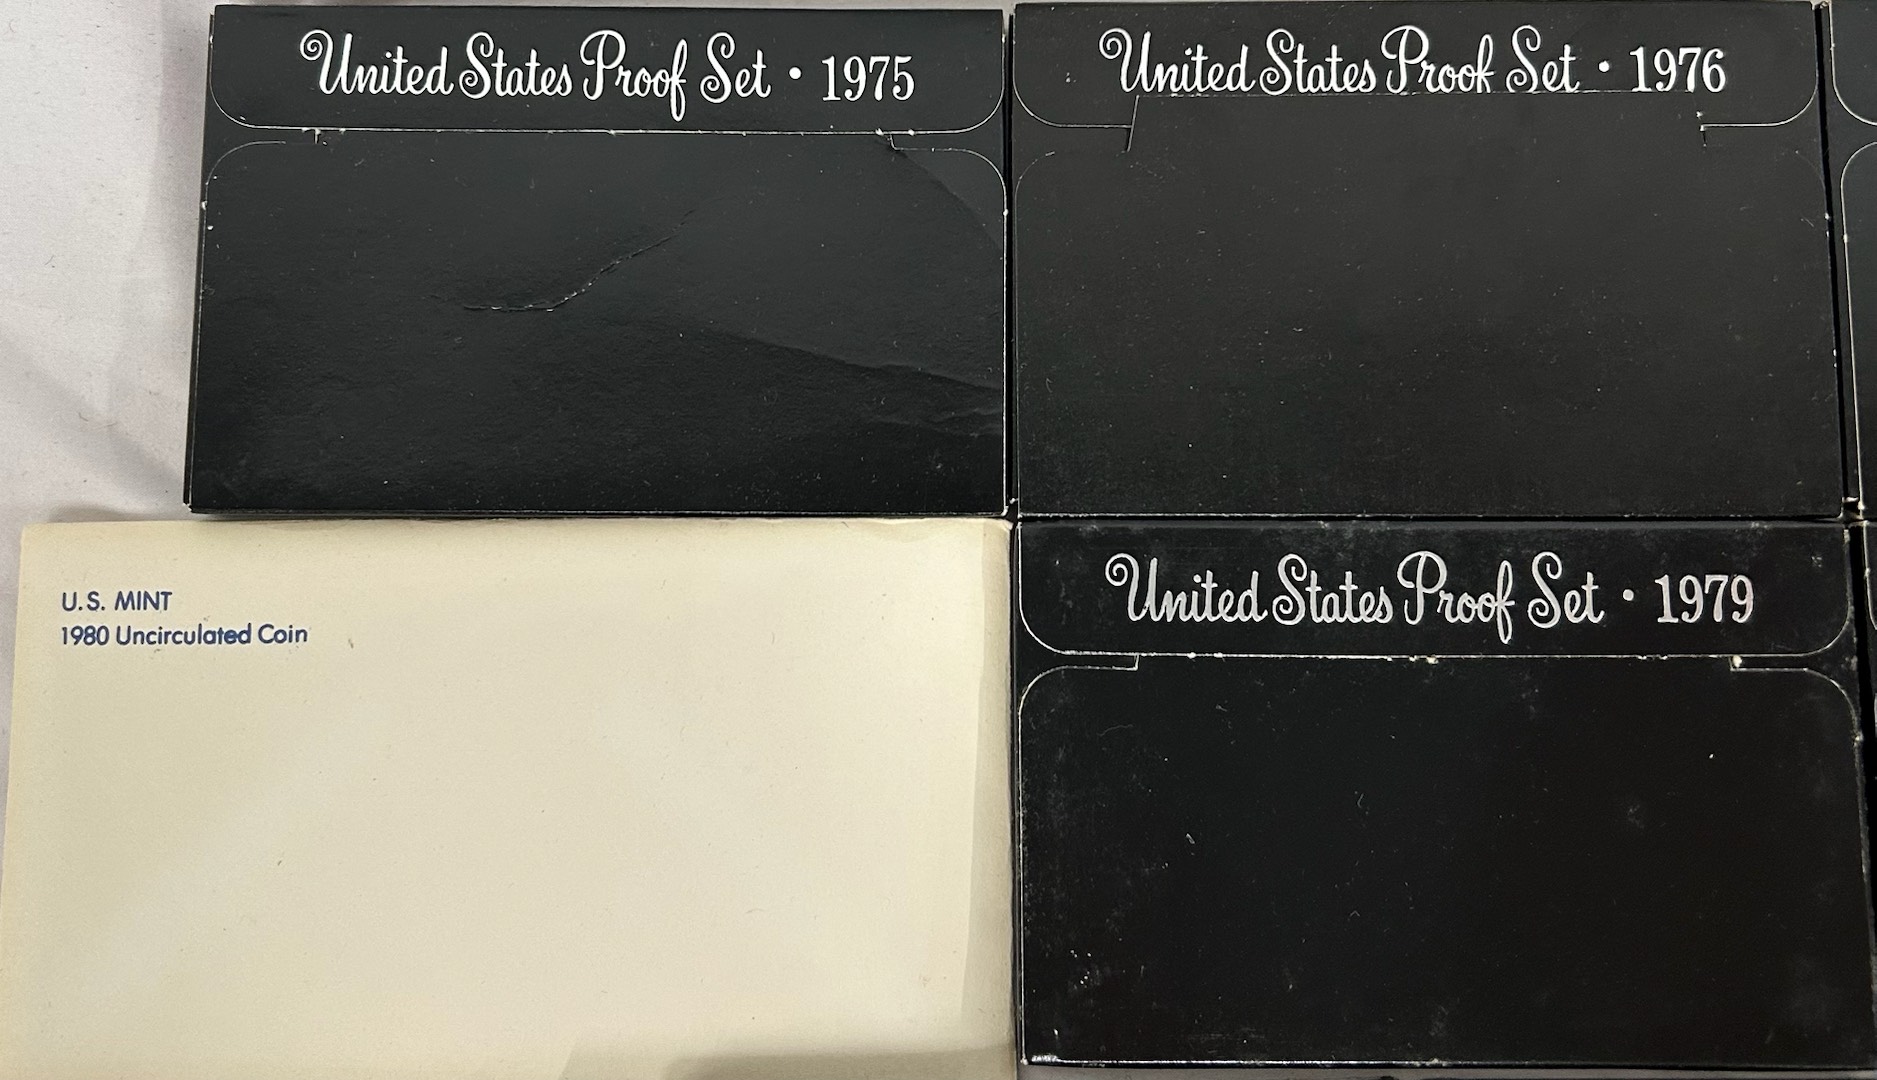 United States Proof Set • 1975
United States Proof Set • 1976
U.S. MINT
1980 Uncirculated Coin
United States Proof Set • 1979